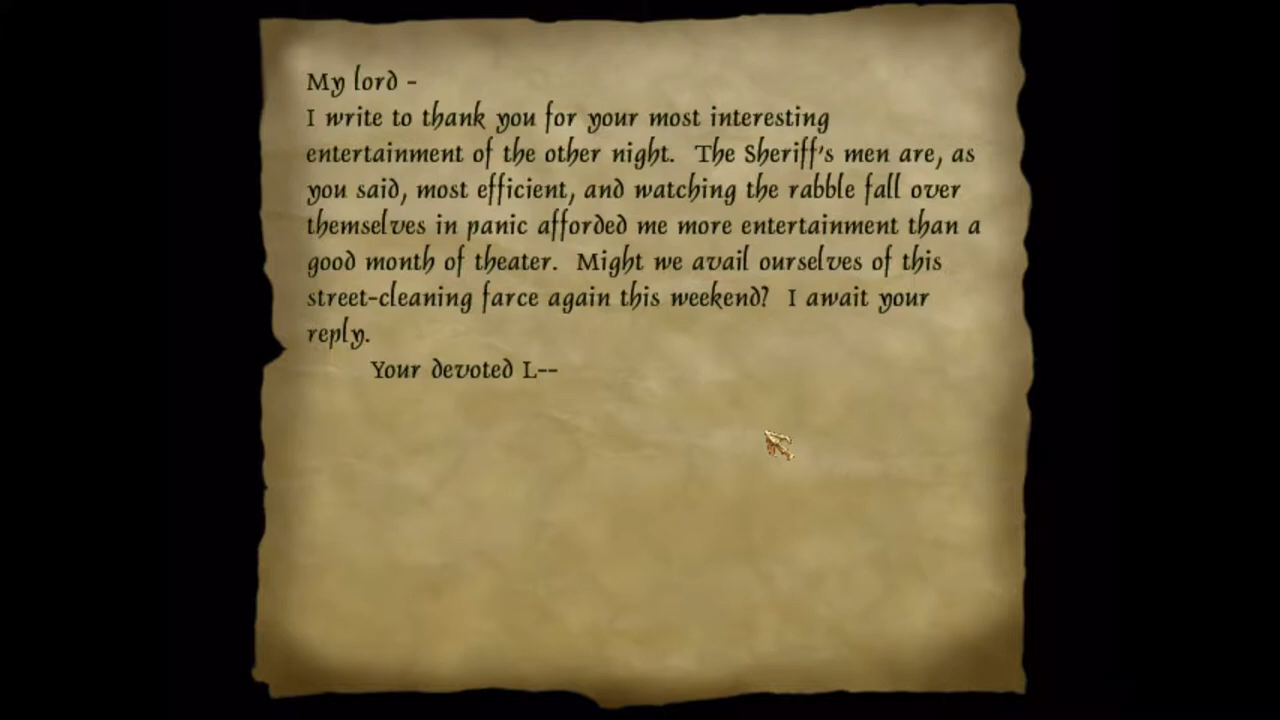 My lord -
I write to thank you for your most interesting
entertainment of the other night.  The Sheriff's men are, as
you said, most efficient, and watching the rabble fall over
themselves in panic afforded me more entertainment than a
good month of theater.  Might we avail ourselves of this
street-cleaning farce again this weekend?  I await your
reply.
Your devoted L--